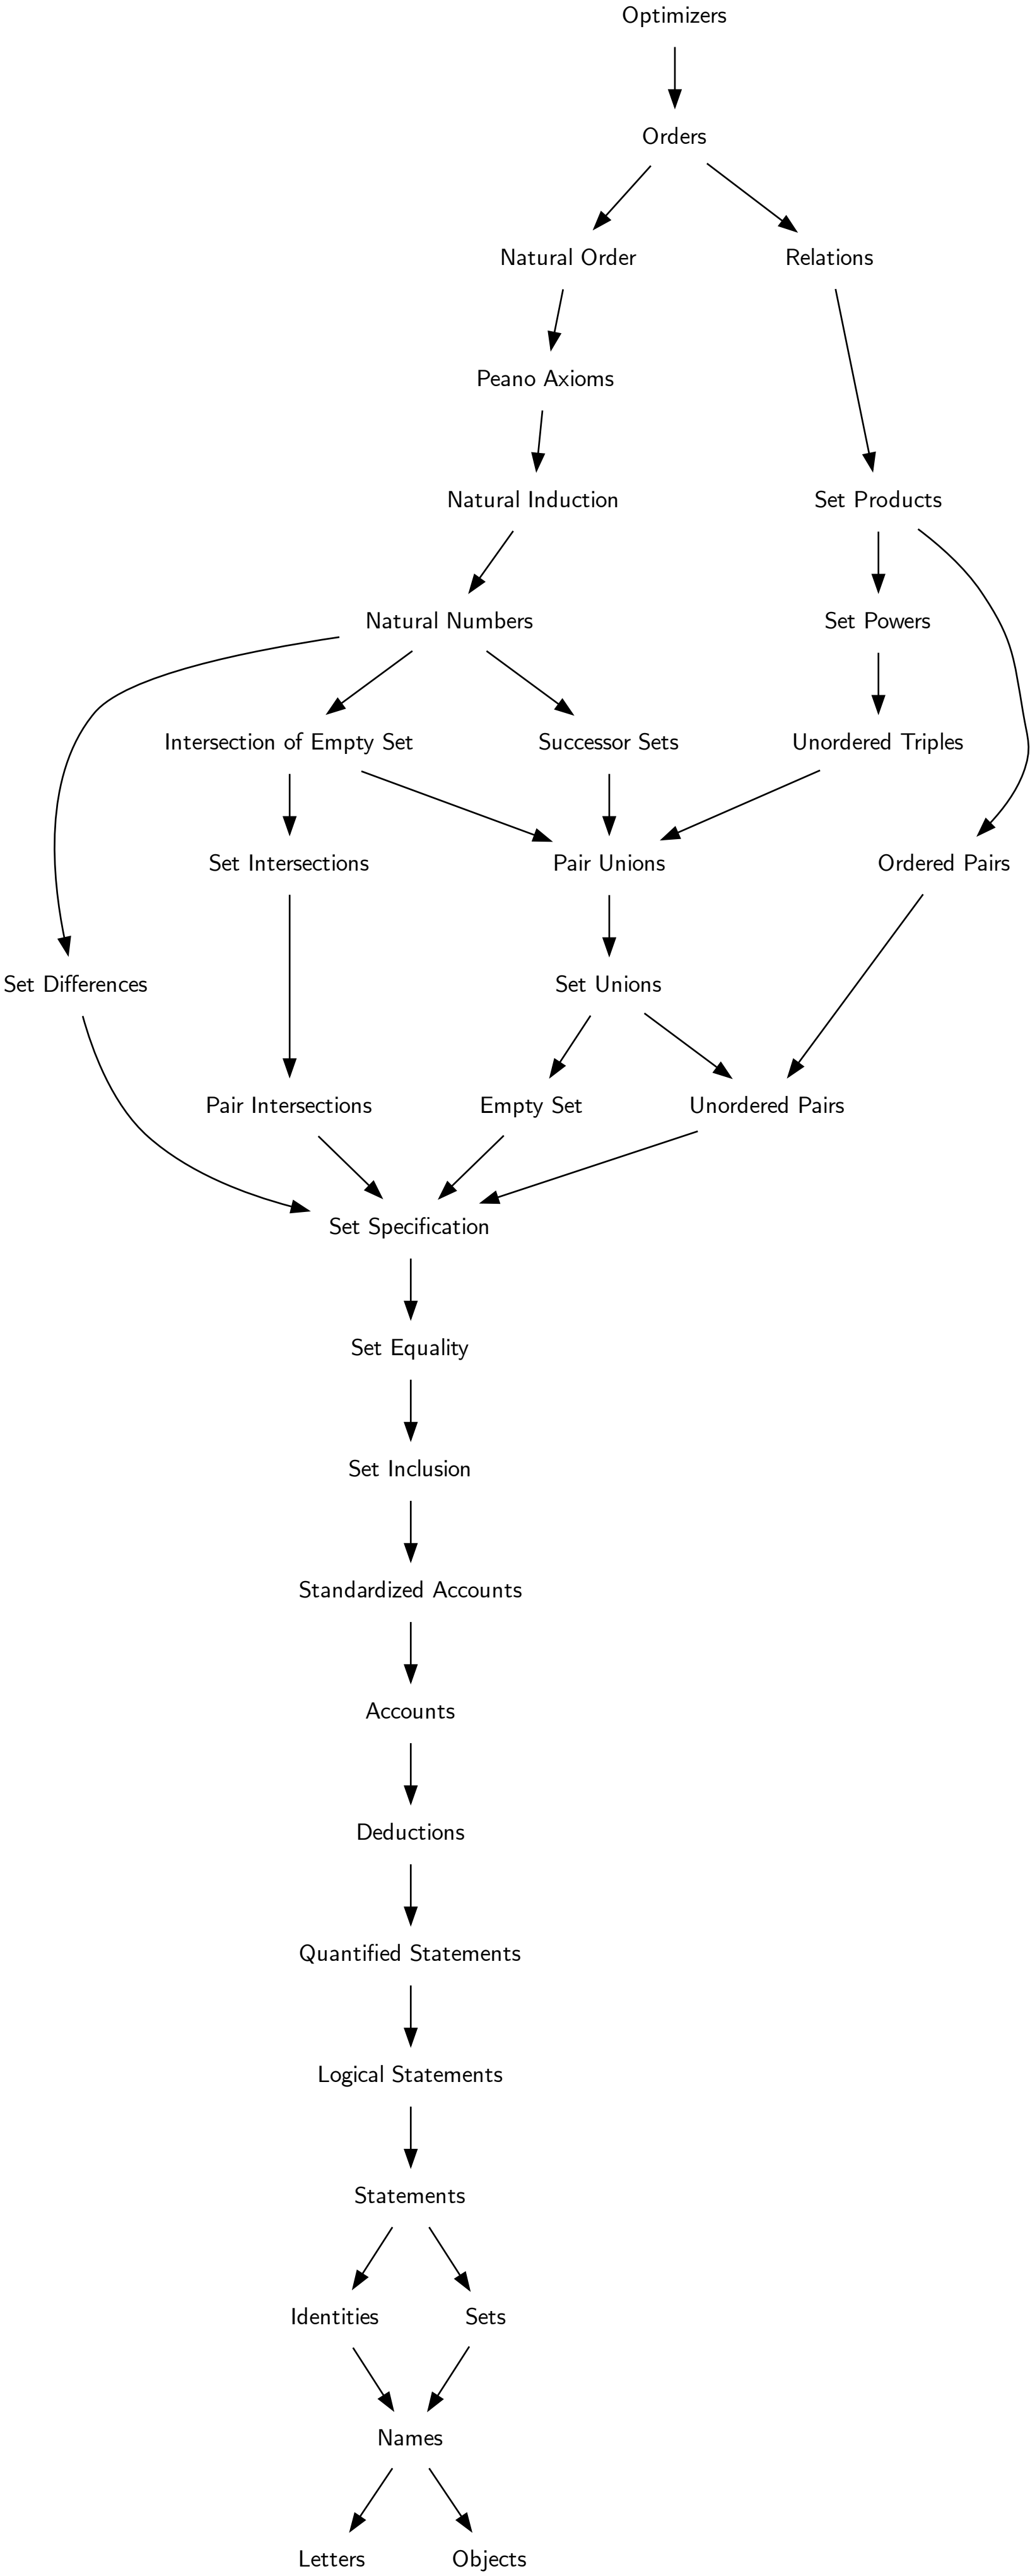 Optimizers
Orders
Natural Order
Relations
Peano Axioms
Natural Induction
Set Products
Natural Numbers
Set Powers
Intersection of Empty Set
Successor Sets
Unordered Triples
Set Intersections
Pair Unions
Ordered Pairs
Set Differences
Set Unions
Pair Intersections
Empty Set
Unordered Pairs
Set Specification
Set Equality
Set Inclusion
Standardized Accounts
Accounts
Deductions
Quantified Statements
Logical Statements
Statements
Identities
Sets
Names
Letters
Objects